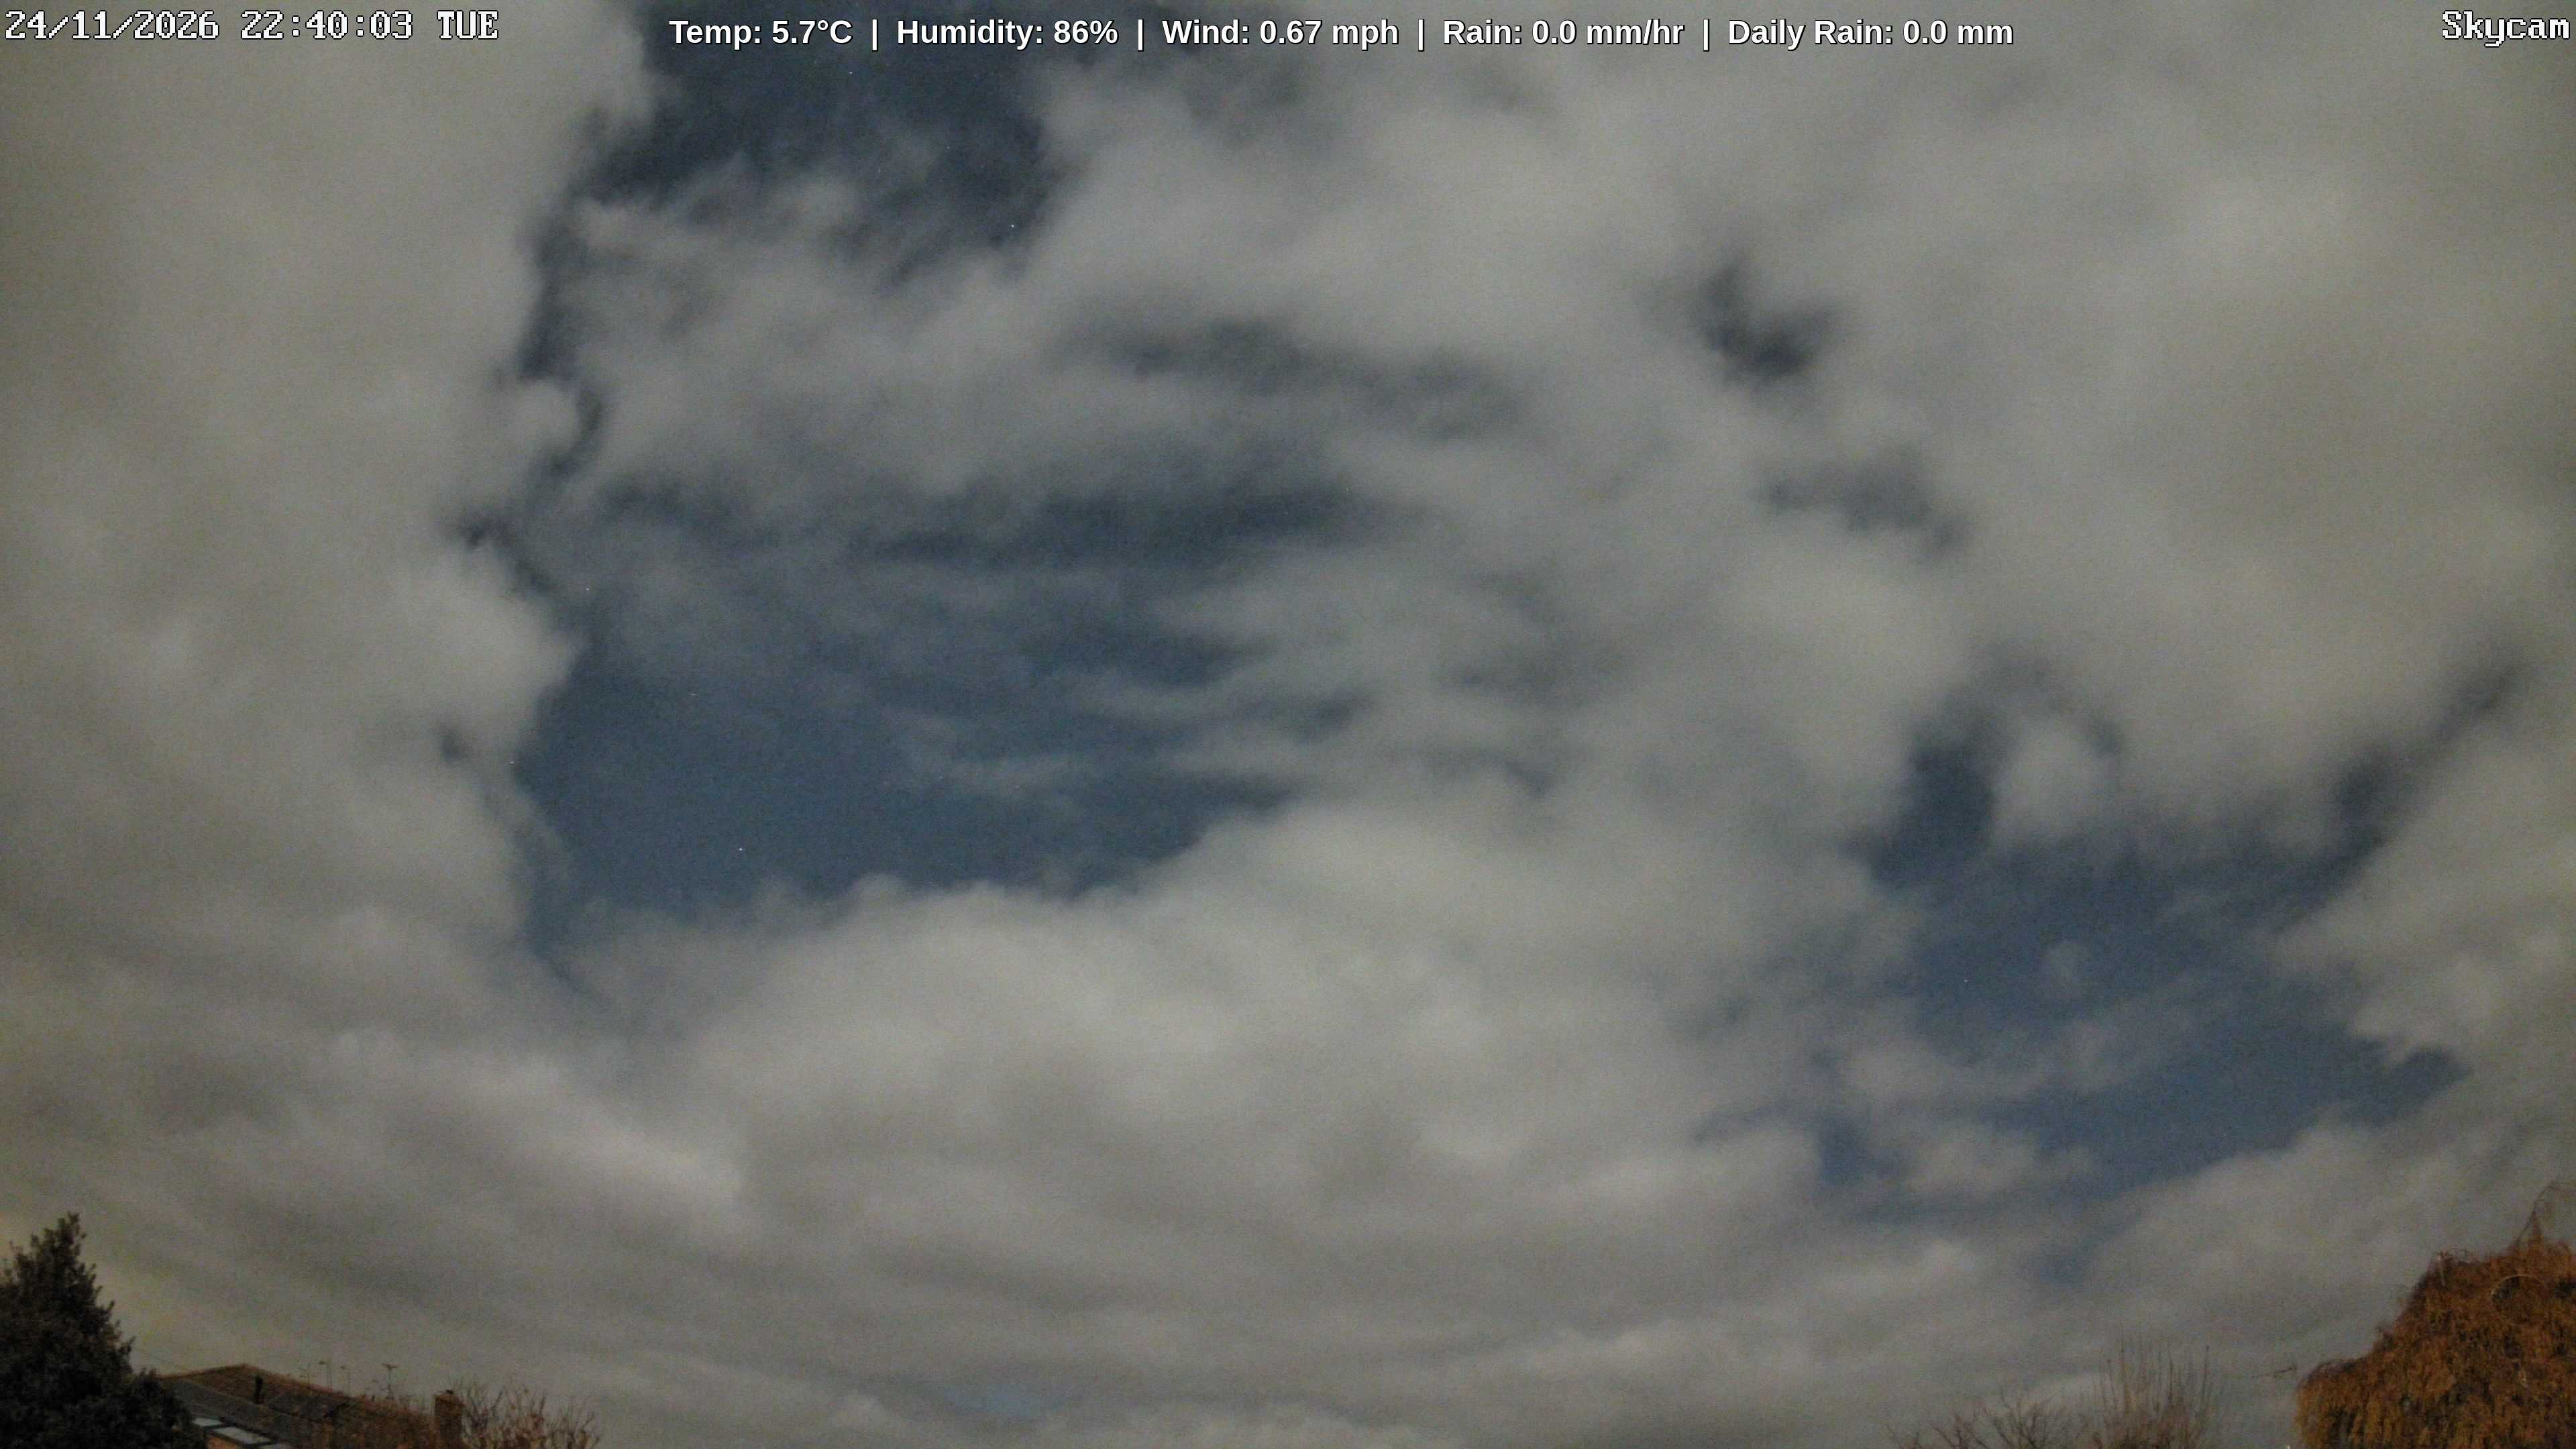 24/11/2026 22:40:03 TUE
Temp: 5.7°C | Humidity: 86% | Wind: 0.67 mph | Rain: 0.0 mm/hr | Daily Rain: 0.0 mm
Skycam